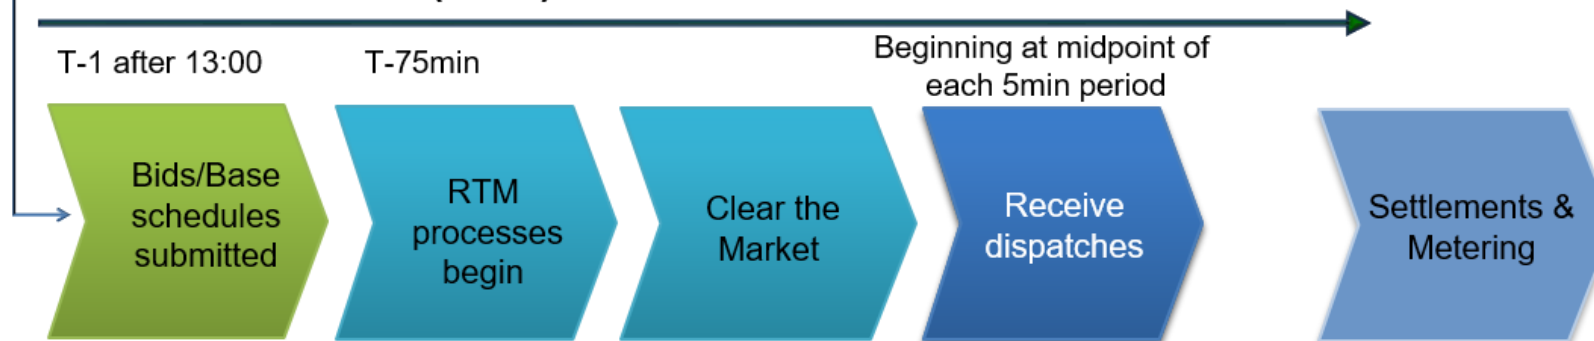 T-1 after 13:00
T-75min
Beginning at midpoint of
each 5min period
Bids/Base
schedules
submitted
RTM
processes
begin
Clear the
Market
Receive
dispatches
Settlements &
Metering